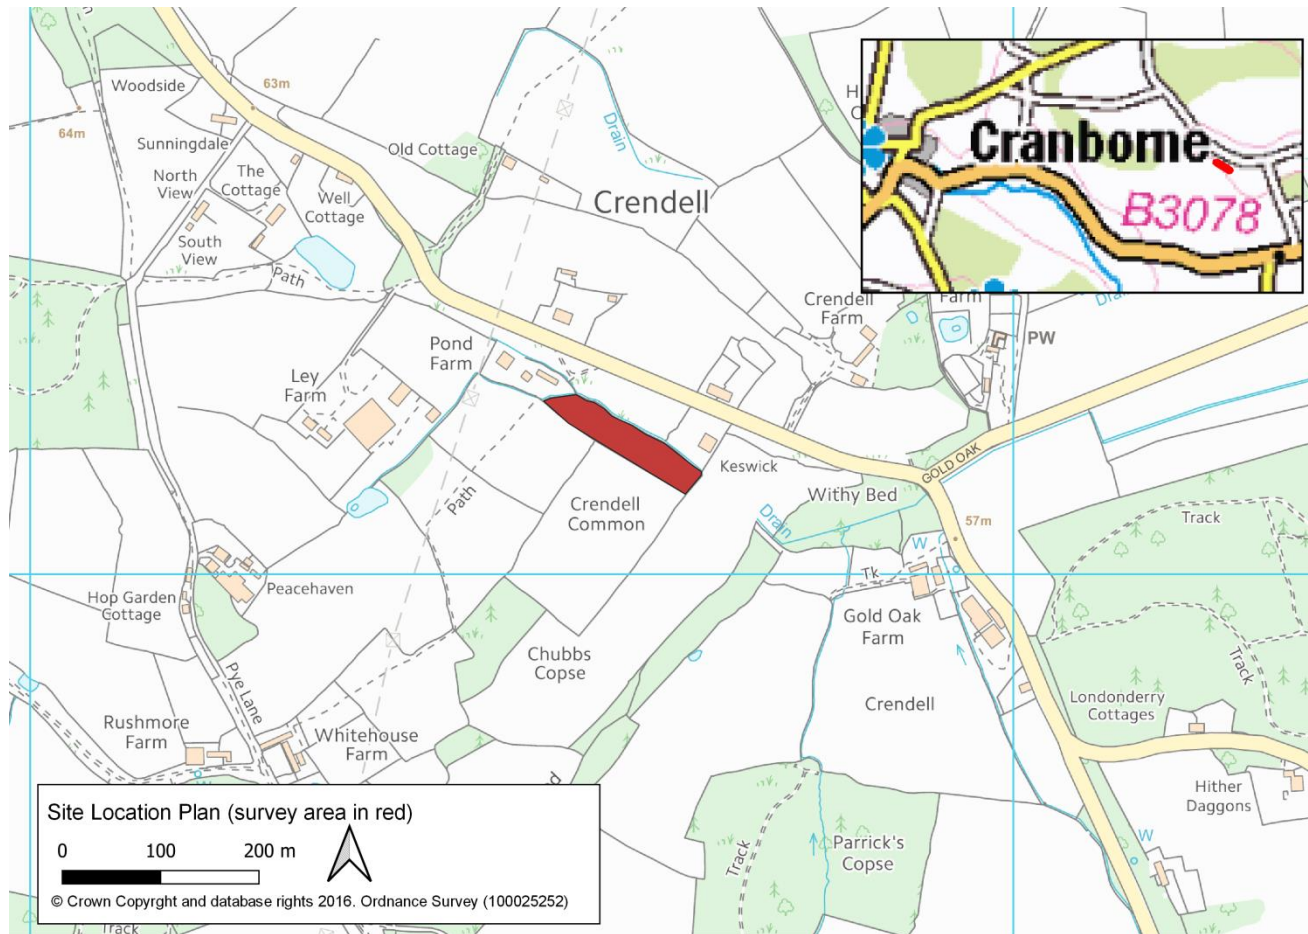 63m
Woodside
64m
Sunningdale
North
View
The
Cottage
Well
Cottage
South
View
Path
Old Cottage
Drain
Crendell
Cranborne
B3078
Crendell
Farm
Farm
PW
Pond
Farm
Ley
Farm
Keswick
GOLD OAK
Withy Bed
57m
Crendell
Common
Path
Drain
W
Track
Tk
Hop Garden
Cottage
Peacehaven
Gold Oak
Farm
Chubbs
Copse
Pye Lane
Crendell
Track
Londonderry
Cottages
Rushmore
Farm
Whitehouse
Farm
W
Hither
Daggons
Parrick's
Copse
Track
W
Site Location Plan (survey area in red)
0 100 200 m
© Crown Copyrght and database rights 2016. Ordnance Survey (100025252)
Track